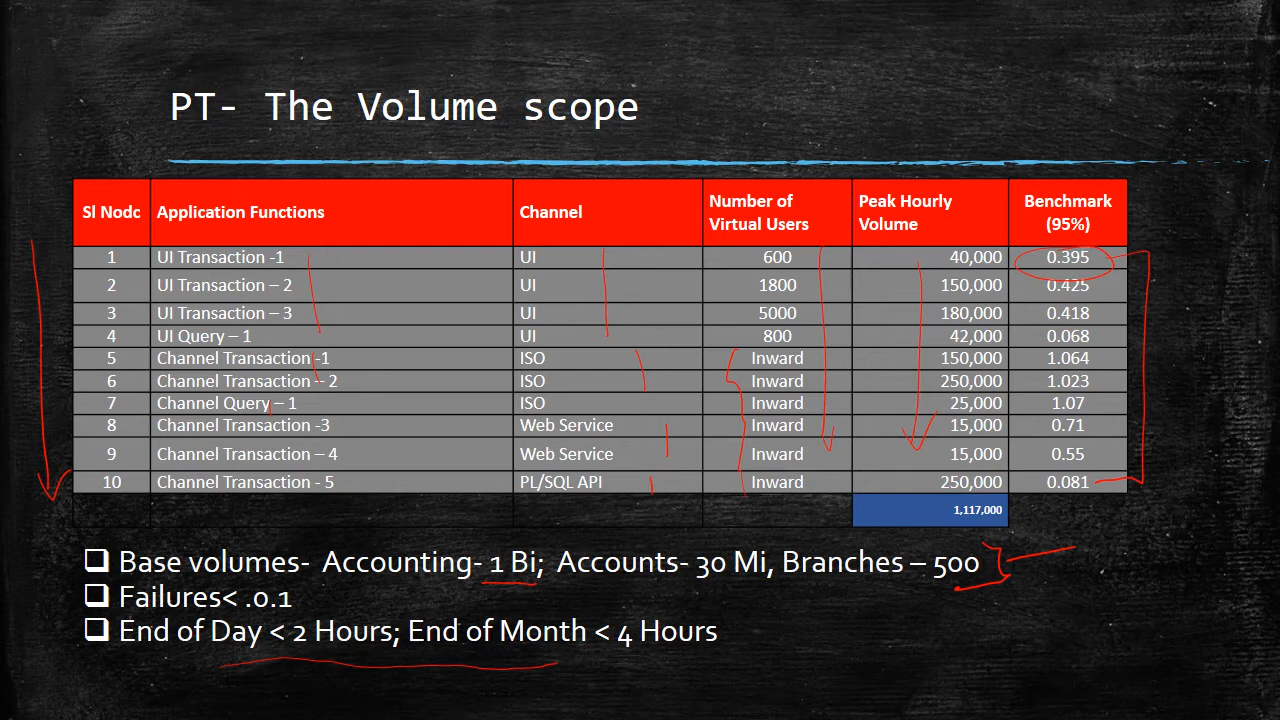 PT- The Volume scope
Sl Nodc Application Functions Channel Number of Virtual Users Peak Hourly Volume Benchmark (95%)
1 UI Transaction -1 UI 600 40,000 0.395
2 UI Transaction – 2 UI 1800 150,000 0.425
3 UI Transaction – 3 UI 5000 180,000 0.418
4 UI Query – 1 UI 800 42,000 0.068
5 Channel Transaction -1 ISO Inward 150,000 1.064
6 Channel Transaction – 2 ISO Inward 250,000 1.023
7 Channel Query – 1 ISO Inward 25,000 1.07
8 Channel Transaction -3 Web Service Inward 15,000 0.71
9 Channel Transaction – 4 Web Service Inward 15,000 0.55
10 Channel Transaction - 5 PL/SQL API Inward 250,000 0.081
1,117,000
Base volumes- Accounting- 1 Bi; Accounts- 30 Mi, Branches – 500
Failures< .0.1
End of Day < 2 Hours; End of Month < 4 Hours